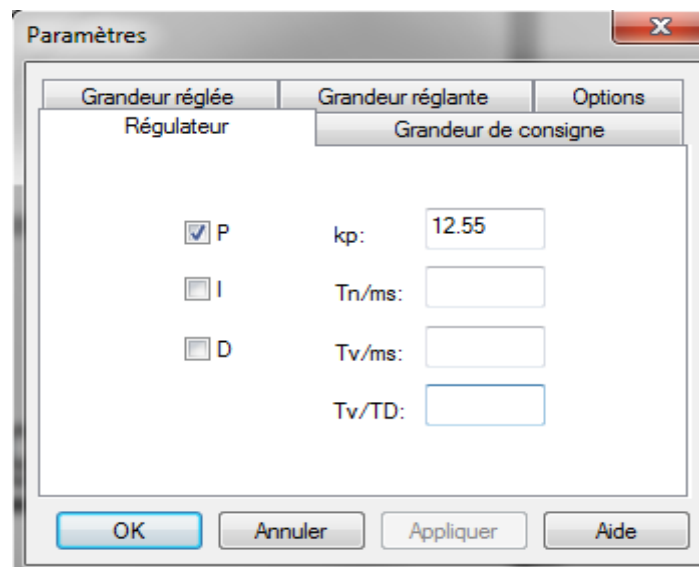 Paramètres
Grandeur réglée Grandeur réglante Options
Régulateur Grandeur de consigne
P kp: 12.55
I Tn/ms:
D Tv/ms:
Tv/TD:
OK Annuler Appliquer Aide